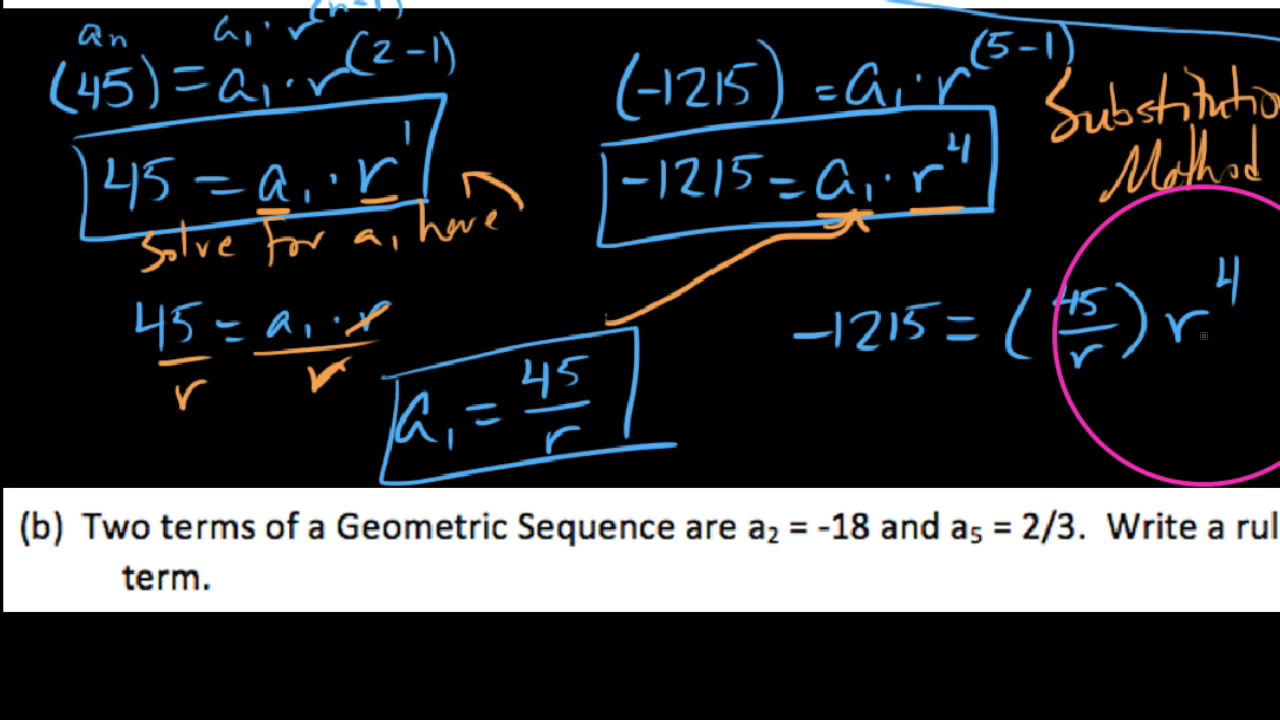 aₙ a₁ · r^(n-1)
(45) = a₁ · r^(2-1)
45 = a₁ · r¹
Solve for a₁ here
45/r = a₁ · r/r
a₁ = 45/r
(-1215) = a₁ · r^(5-1)
-1215 = a₁ · r⁴
Substitutio
Method
-1215 = (45/r) r⁴
(b) Two terms of a Geometric Sequence are a₂ = -18 and a₅ = 2/3. Write a rul
term.